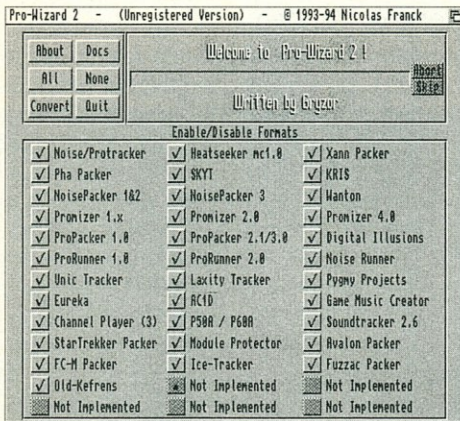 Pro-Wizard 2 - (Unregistered Version) - © 1993-94 Nicolas Franck
About Docs
All None
Convert Quit
Welcome to Pro-Wizard 2 !
Abort
Skip
Written by Gryzor
Enable/Disable Formats
Noise/Protracker Heatseeker mc1.0 Xann Packer
Pha Packer SKYT KRIS
NoisePacker 1&2 NoisePacker 3 Wanton
Promizer 1.x Promizer 2.0 Promizer 4.0
ProPacker 1.0 ProPacker 2.1/3.0 Digital Illusions
ProRunner 1.0 ProRunner 2.0 Noise Runner
Unic Tracker Laxity Tracker Pygmy Projects
Eureka AC1D Game Music Creator
Channel Player (3) P50A / P60A Soundtracker 2.6
StarTrekker Packer Module Protector Avalon Packer
FC-M Packer Ice-Tracker Fuzzac Packer
Old-Kefrens Not Implemented Not Implemented
Not Implemented Not Implemented Not Implemented